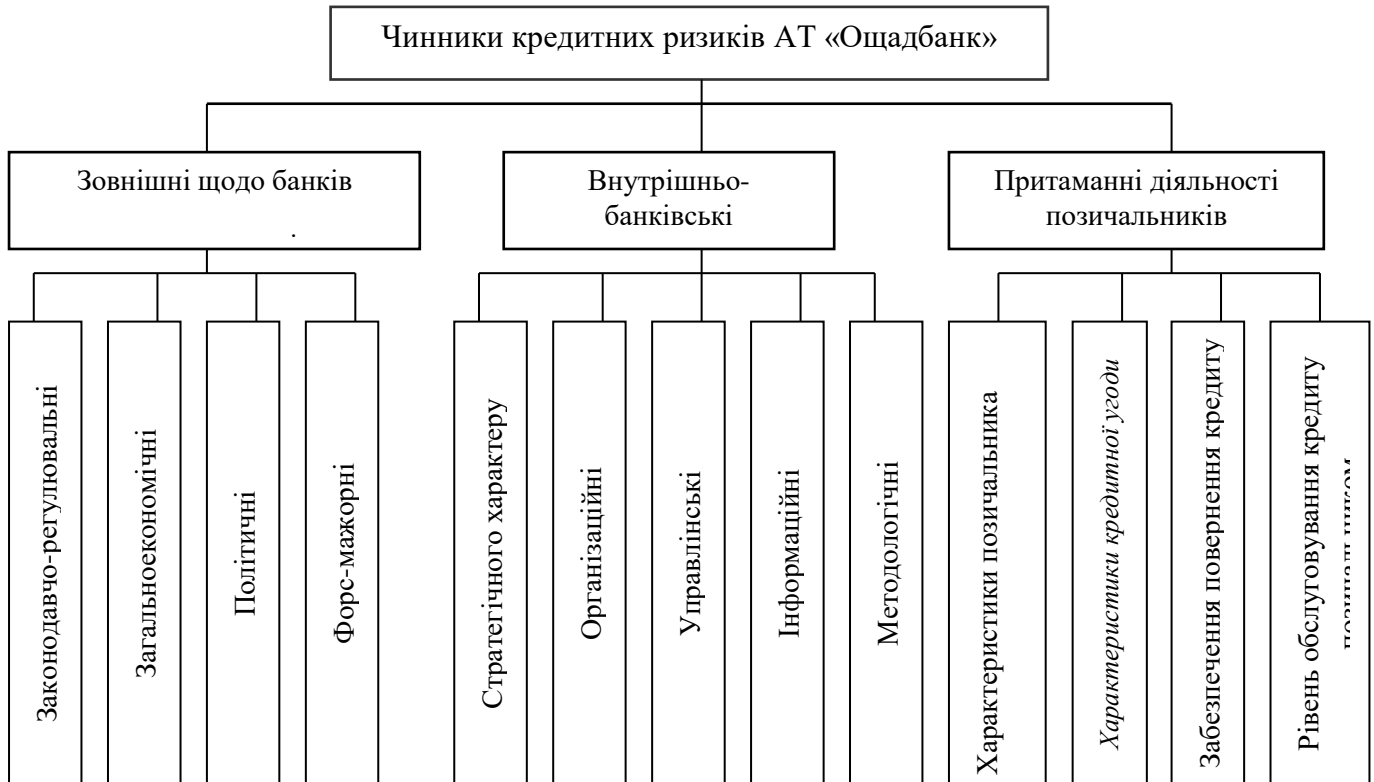 Чинники кредитних ризиків АТ «Ощадбанк»
Зовнішні щодо банків
.
Внутрішньо-
банківські
Притаманні діяльності
позичальників
Законодавчо-регулювальні
Загальноекономічні
Політичні
Форс-мажорні
Стратегічного характеру
Організаційні
Управлінські
Інформаційні
Методологічні
Характеристики позичальника
Характеристики кредитної угоди
Забезпечення повернення кредиту
Рівень обслуговування кредиту